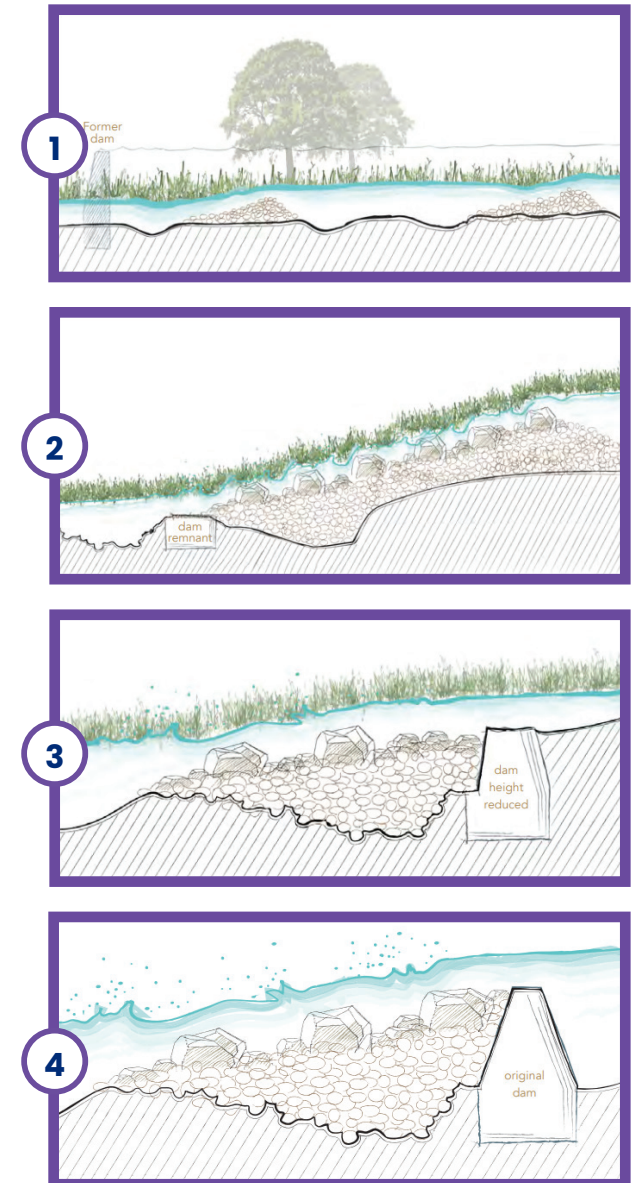 1
Former
dam
2
dam
remnant
3
dam
height
reduced
4
original
dam